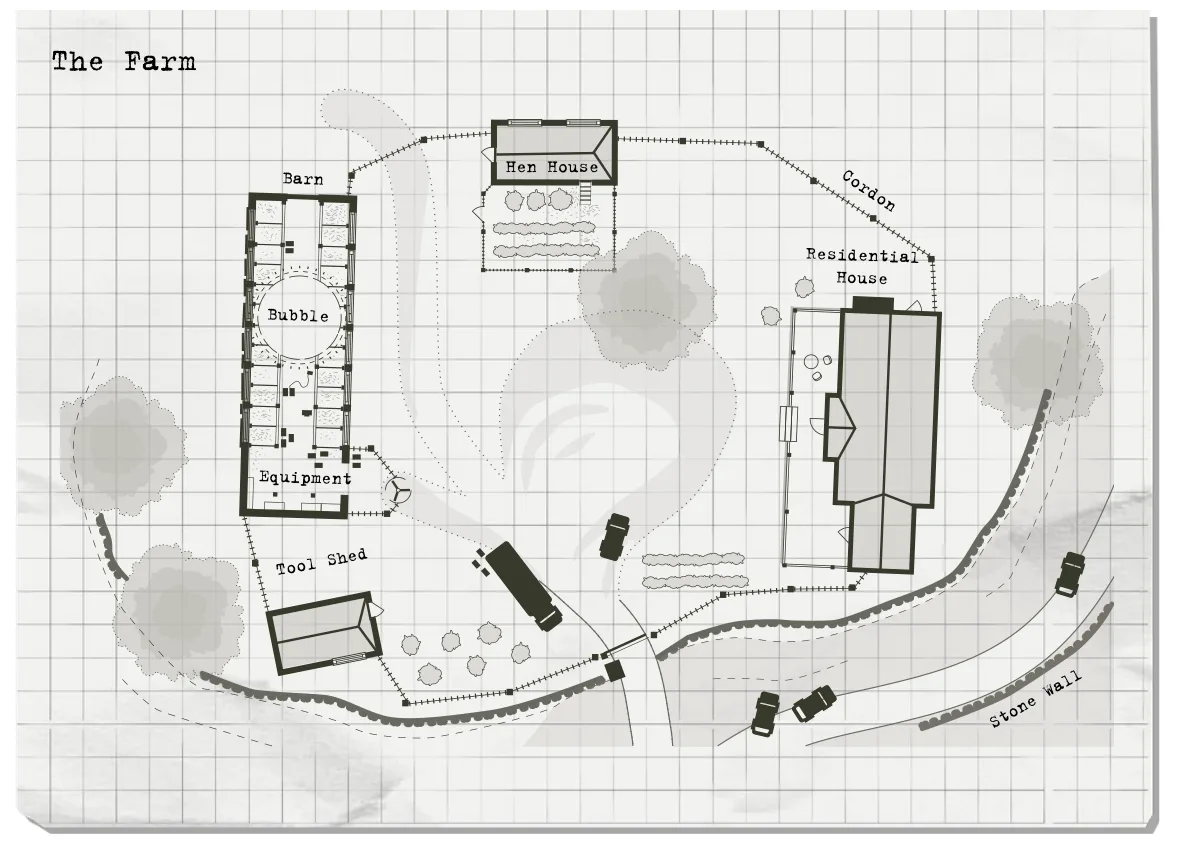 The Farm
Hen House
Barn
Cordon
Residential
House
Bubble
Equipment
Tool Shed
Stone Wall